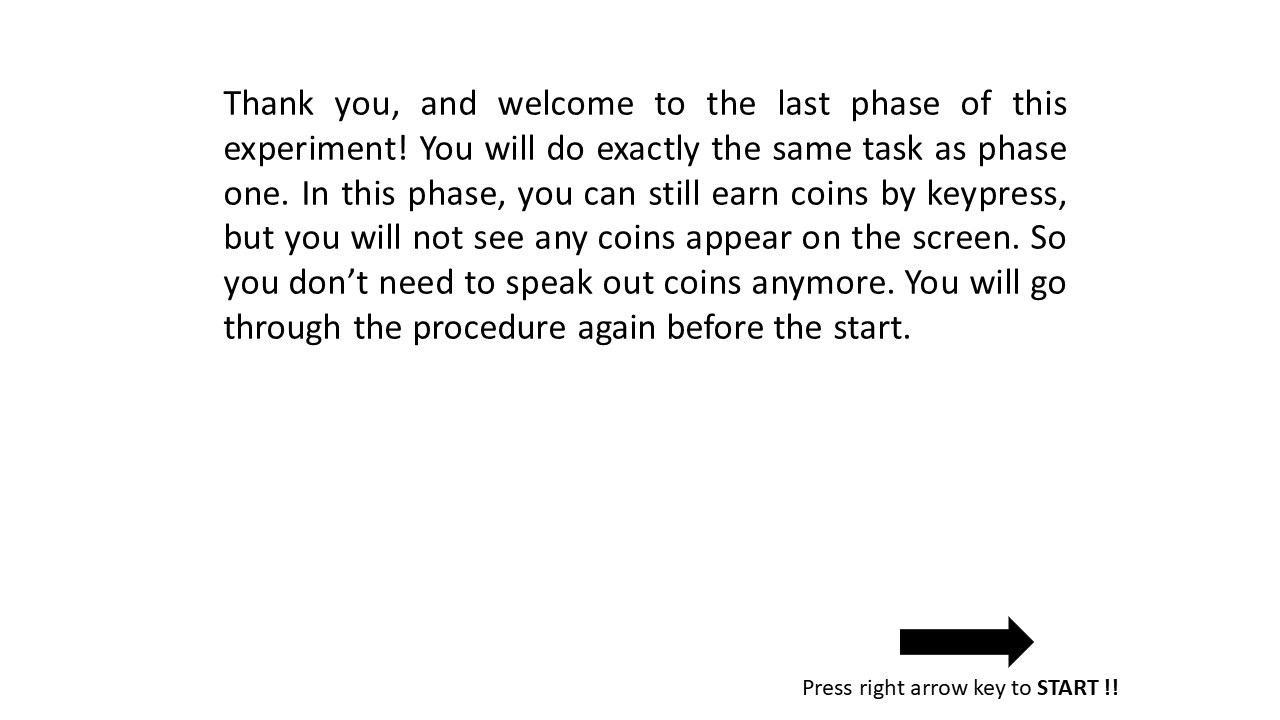 Thank you, and welcome to the last phase of this
experiment! You will do exactly the same task as phase
one. In this phase, you can still earn coins by keypress,
but you will not see any coins appear on the screen. So
you don’t need to speak out coins anymore. You will go
through the procedure again before the start.
Press right arrow key to START !!